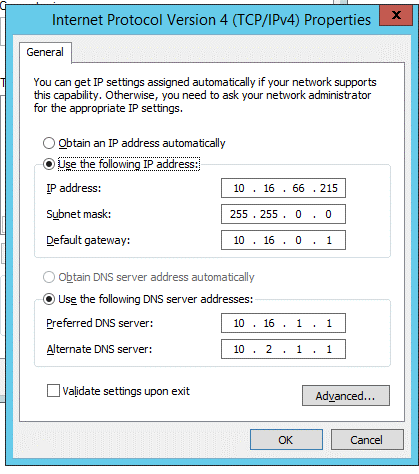 Internet Protocol Version 4 (TCP/IPv4) Properties
x
General
You can get IP settings assigned automatically if your network supports
this capability. Otherwise, you need to ask your network administrator
for the appropriate IP settings.
Obtain an IP address automatically
Use the following IP address:
IP address: 10 . 16 . 66 . 215
Subnet mask: 255 . 255 . 0 . 0
Default gateway: 10 . 16 . 0 . 1
Obtain DNS server address automatically
Use the following DNS server addresses:
Preferred DNS server: 10 . 16 . 1 . 1
Alternate DNS server: 10 . 2 . 1 . 1
Validate settings upon exit
Advanced...
OK Cancel